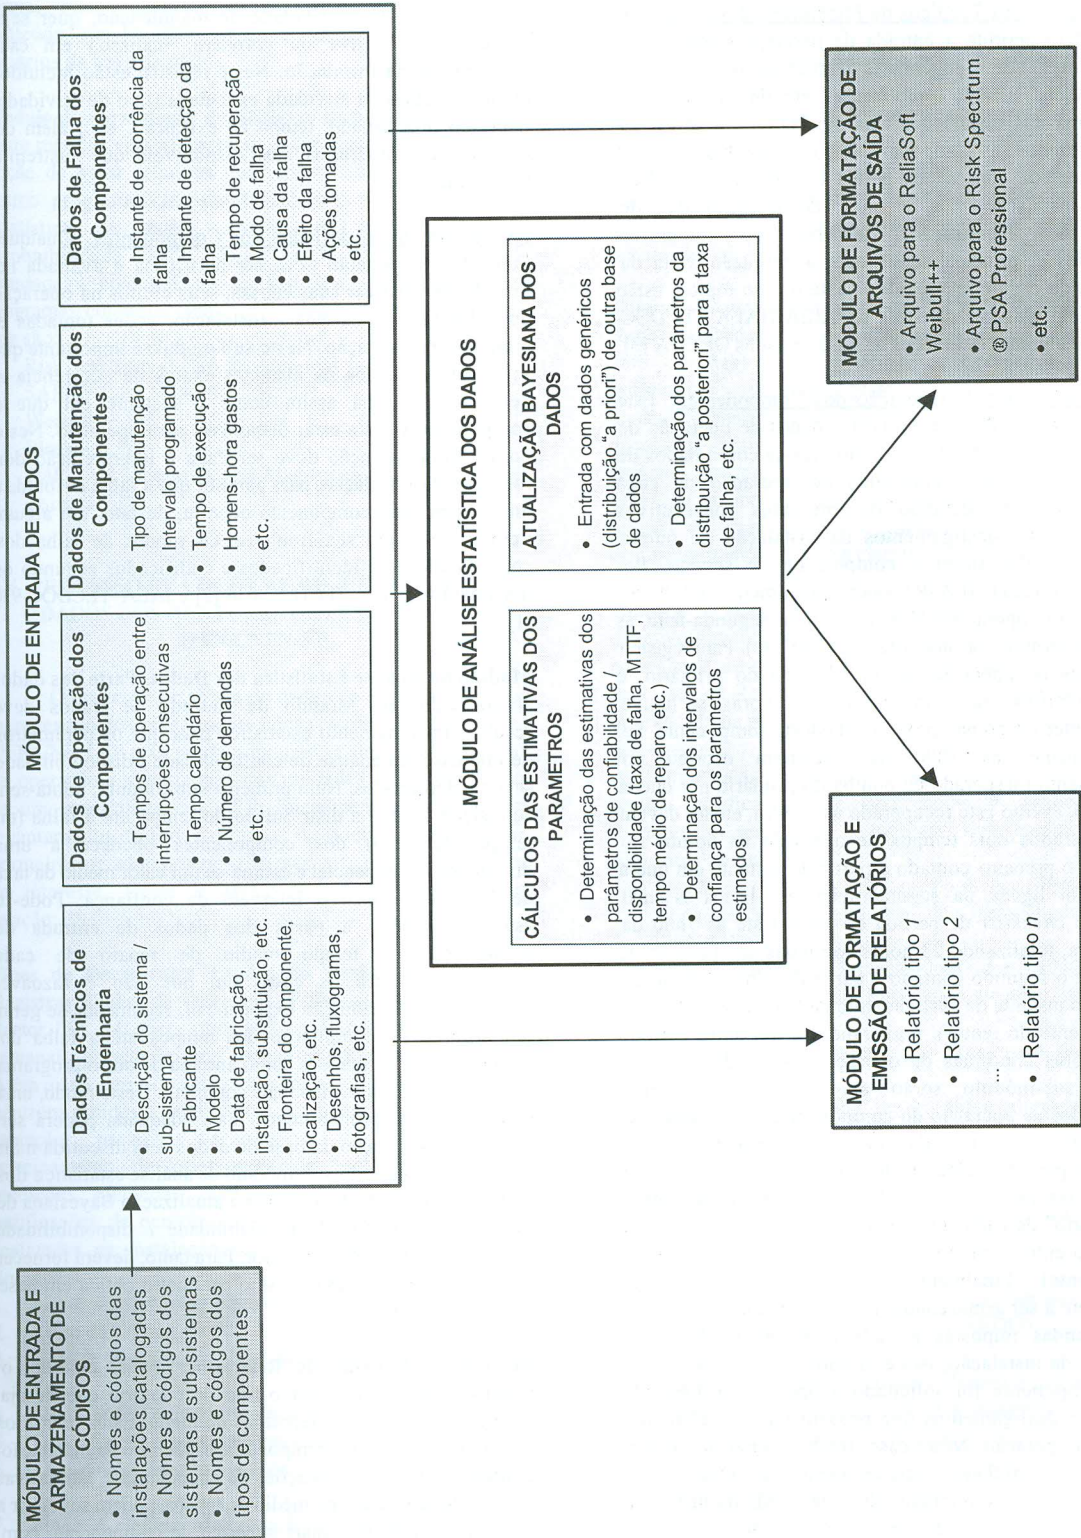 MÓDULO DE ENTRADA E
ARMAZENAMENTO DE
CÓDIGOS
• Nomes e códigos das
instalações catalogadas
• Nomes e códigos dos
sistemas e sub-sistemas
• Nomes e códigos dos
tipos de componentes
MÓDULO DE ENTRADA DE DADOS
Dados Técnicos de
Engenharia
• Descrição do sistema /
sub-sistema
• Fabricante
• Modelo
• Data de fabricação,
instalação, substituição, etc.
• Fronteira do componente,
localização, etc.
• Desenhos, fluxogramas,
fotografias, etc.
Dados de Operação dos
Componentes
• Tempos de operação entre
interrupções consecutivas
• Tempo calendário
• Número de demandas
• etc.
Dados de Manutenção dos
Componentes
• Tipo de manutenção
• Intervalo programado
• Tempo de execução
• Homens-hora gastos
• etc.
Dados de Falha dos
Componentes
• Instante de ocorrência da
falha
• Instante de detecção da
falha
• Tempo de recuperação
• Modo de falha
• Causa da falha
• Efeito da falha
• Ações tomadas
• etc.
MÓDULO DE ANÁLISE ESTATÍSTICA DOS DADOS
CÁLCULOS DAS ESTIMATIVAS DOS
PARÂMETROS
• Determinação das estimativas dos
parâmetros de confiabilidade /
disponibilidade (taxa de falha, MTTF,
tempo médio de reparo, etc.)
• Determinação dos intervalos de
confiança para os parâmetros
estimados
ATUALIZAÇÃO BAYESIANA DOS
DADOS
• Entrada com dados genéricos
(distribuição “a priori”) de outra base
de dados
• Determinação dos parâmetros da
distribuição “a posteriori” para a taxa
de falha, etc.
MÓDULO DE FORMATAÇÃO E
EMISSÃO DE RELATÓRIOS
• Relatório tipo 1
• Relatório tipo 2
...
• Relatório tipo n
MÓDULO DE FORMATAÇÃO DE
ARQUIVOS DE SAÍDA
• Arquivo para o ReliaSoft
Weibull++
• Arquivo para o Risk Spectrum
® PSA Professional
• etc.